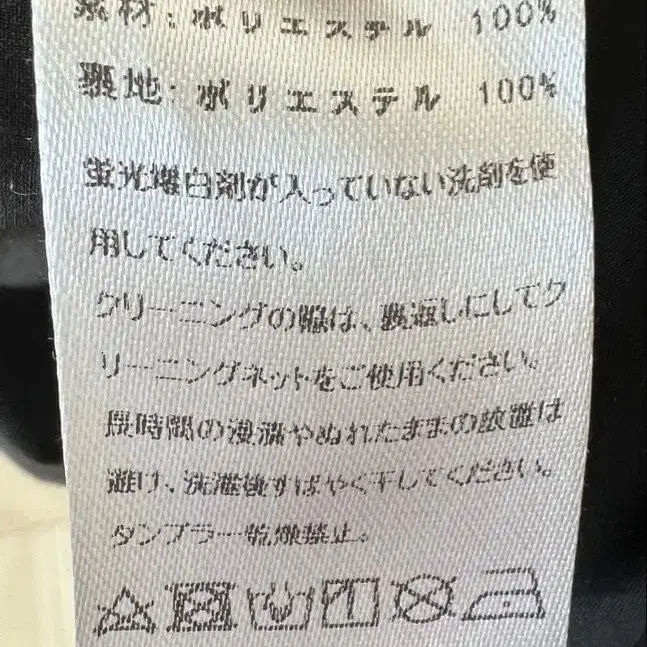 素材：ポリエステル 100%
裏地：ポリエステル 100%
蛍光増白剤が入っていない洗剤を使
用してください。
クリーニングの際は、裏返しにしてク
リーニングネットをご使用ください。
長時間の浸漬やぬれたままの放置は
避け、洗濯後すばやく干してください。
タンブラー乾燥禁止。